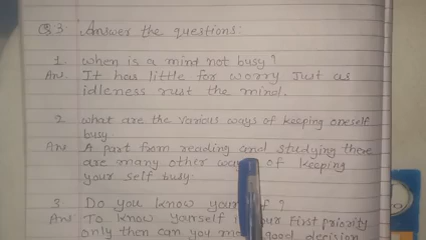 Q 3. Answer the questions:
1. when is a mind not busy?
Ans It has little for worry Just as
idleness rust the mind.
2. what are the various ways of keeping oneself
busy.
Ans A part from reading and studying there
are many other of keeping
your self busy.
3 Do you know ?
Ans To know yourself First priority
only then can you good decision